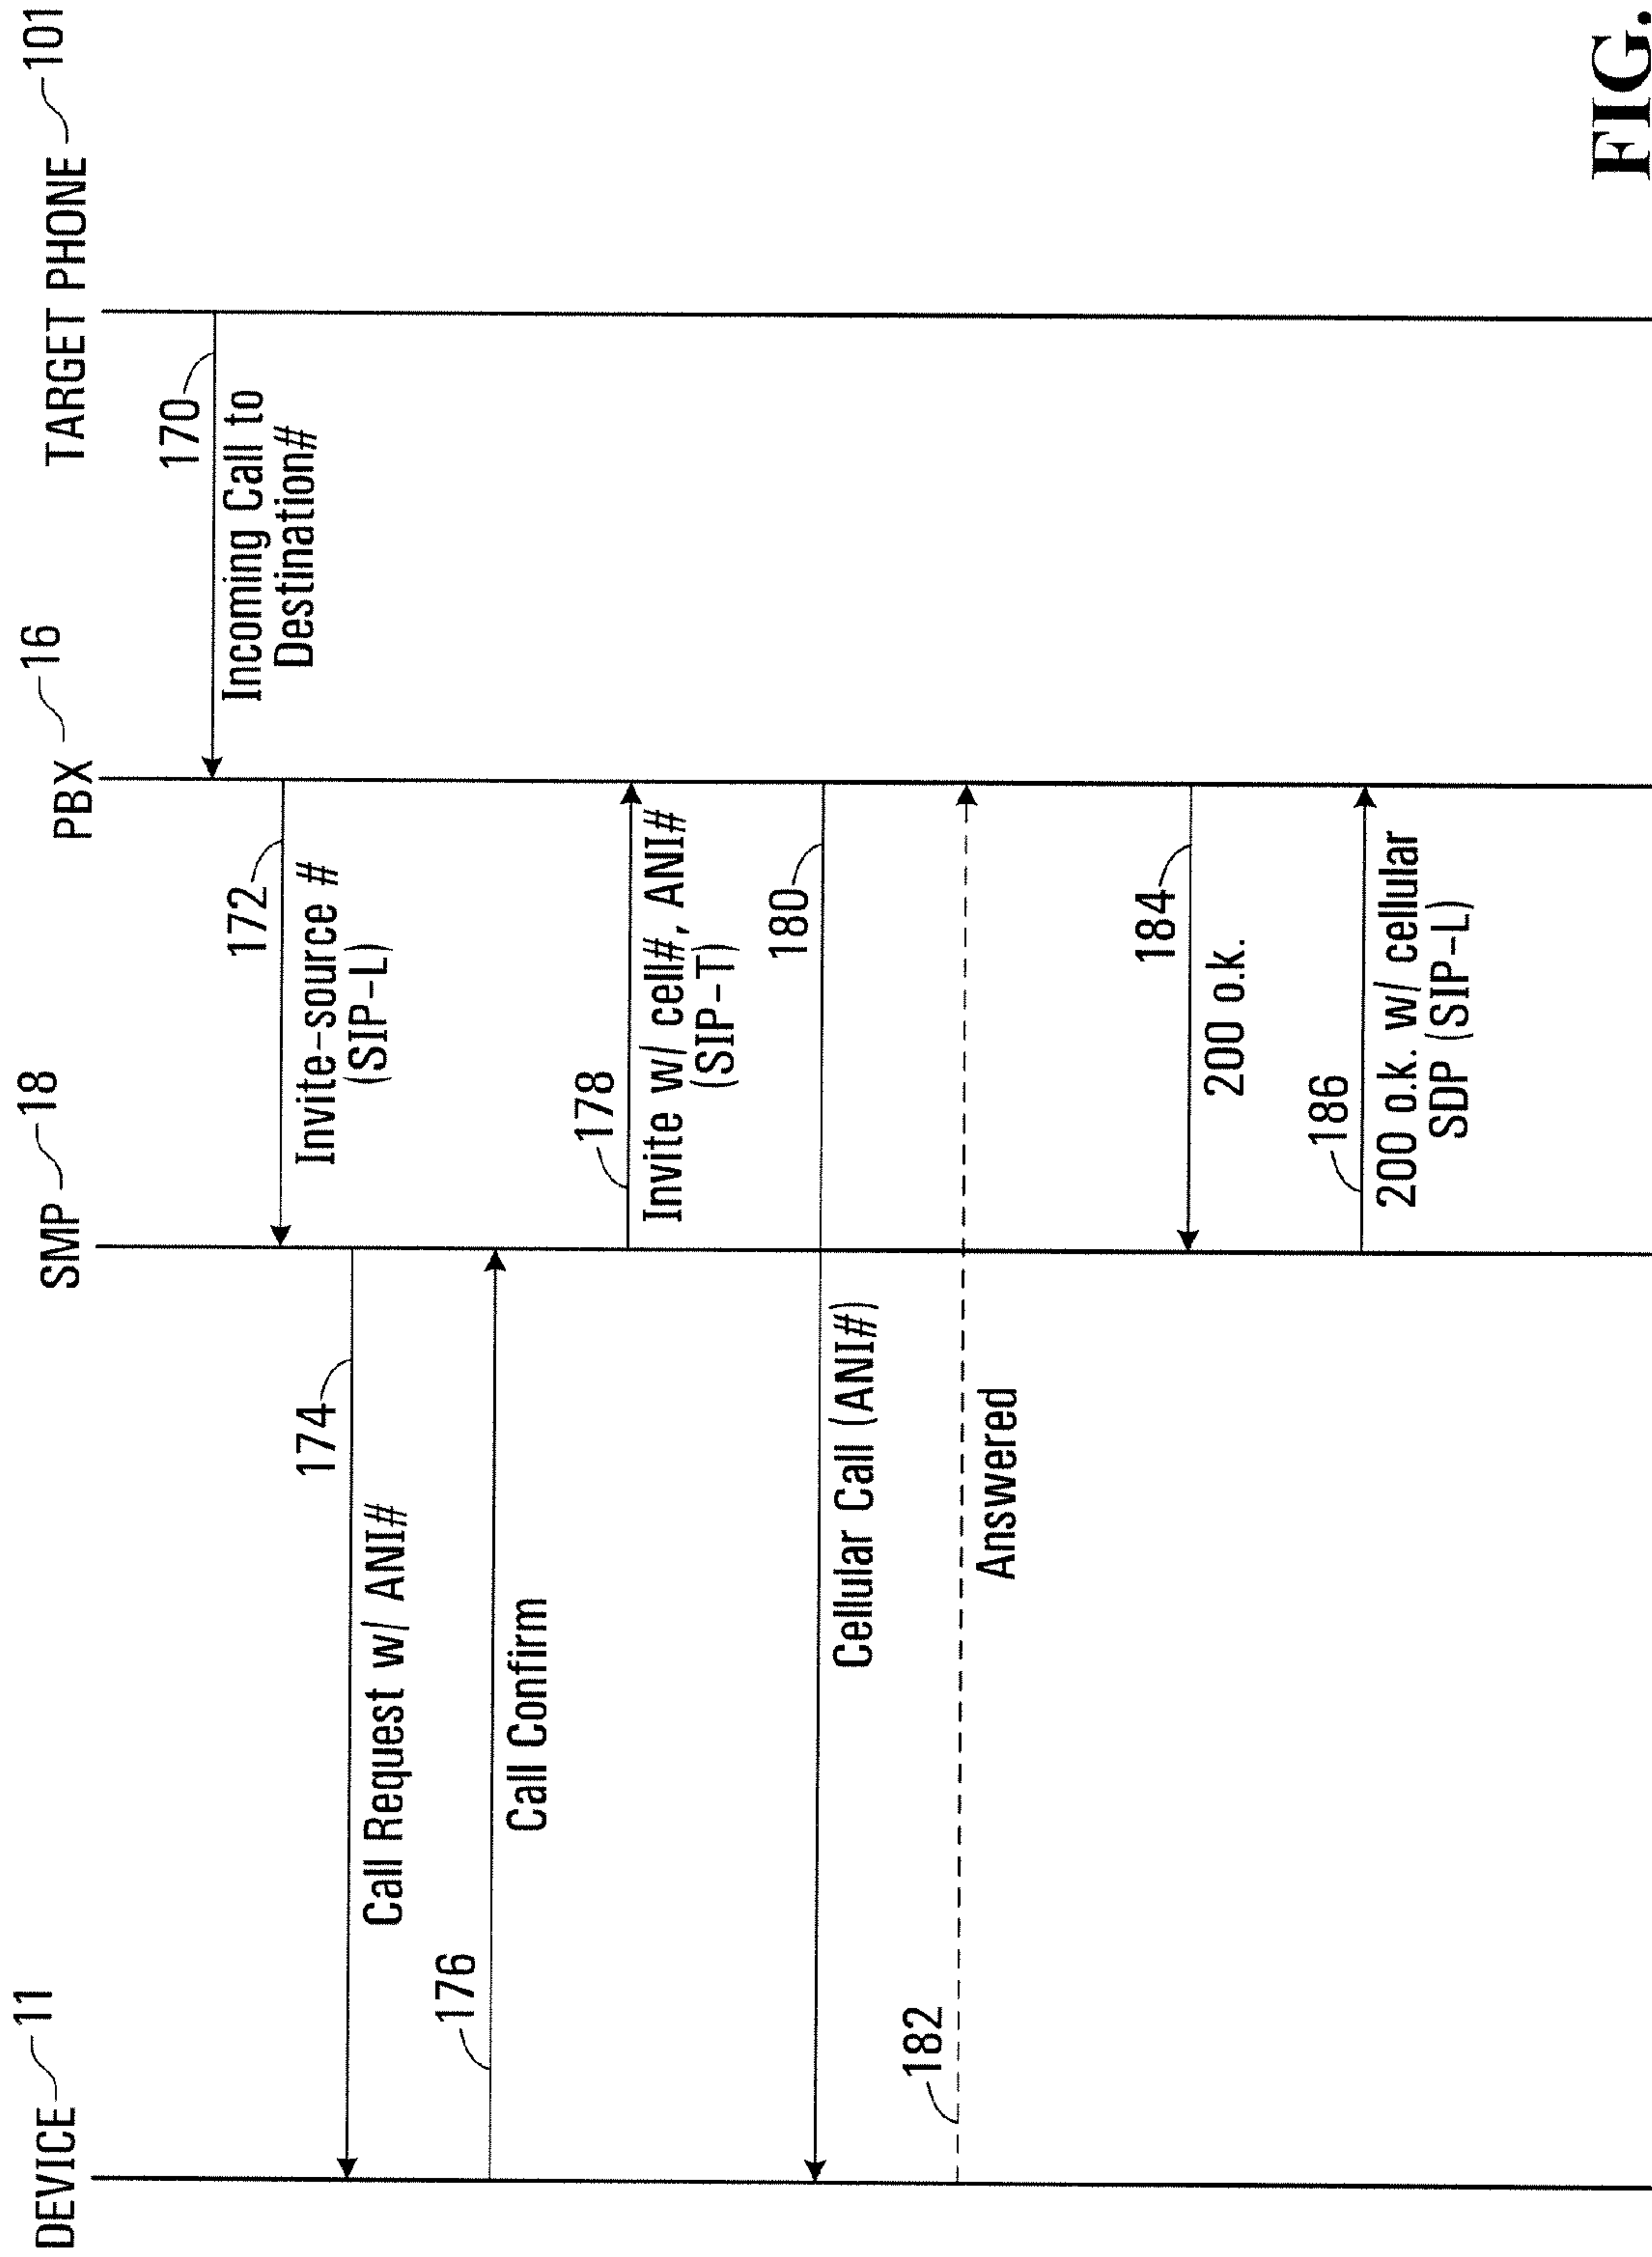 DEVICE 11
SMP 18
PBX 16
TARGET PHONE 101
170
Incoming Call to
Destination#
172
Invite-source #
(SIP-L)
174
Call Request w/ ANI#
176
Call Confirm
178
Invite w/ cell#, ANI#
(SIP-T)
180
Cellular Call (ANI#)
182
Answered
184
200 o.k.
186
200 o.k. w/ cellular
SDP (SIP-L)
FIG.